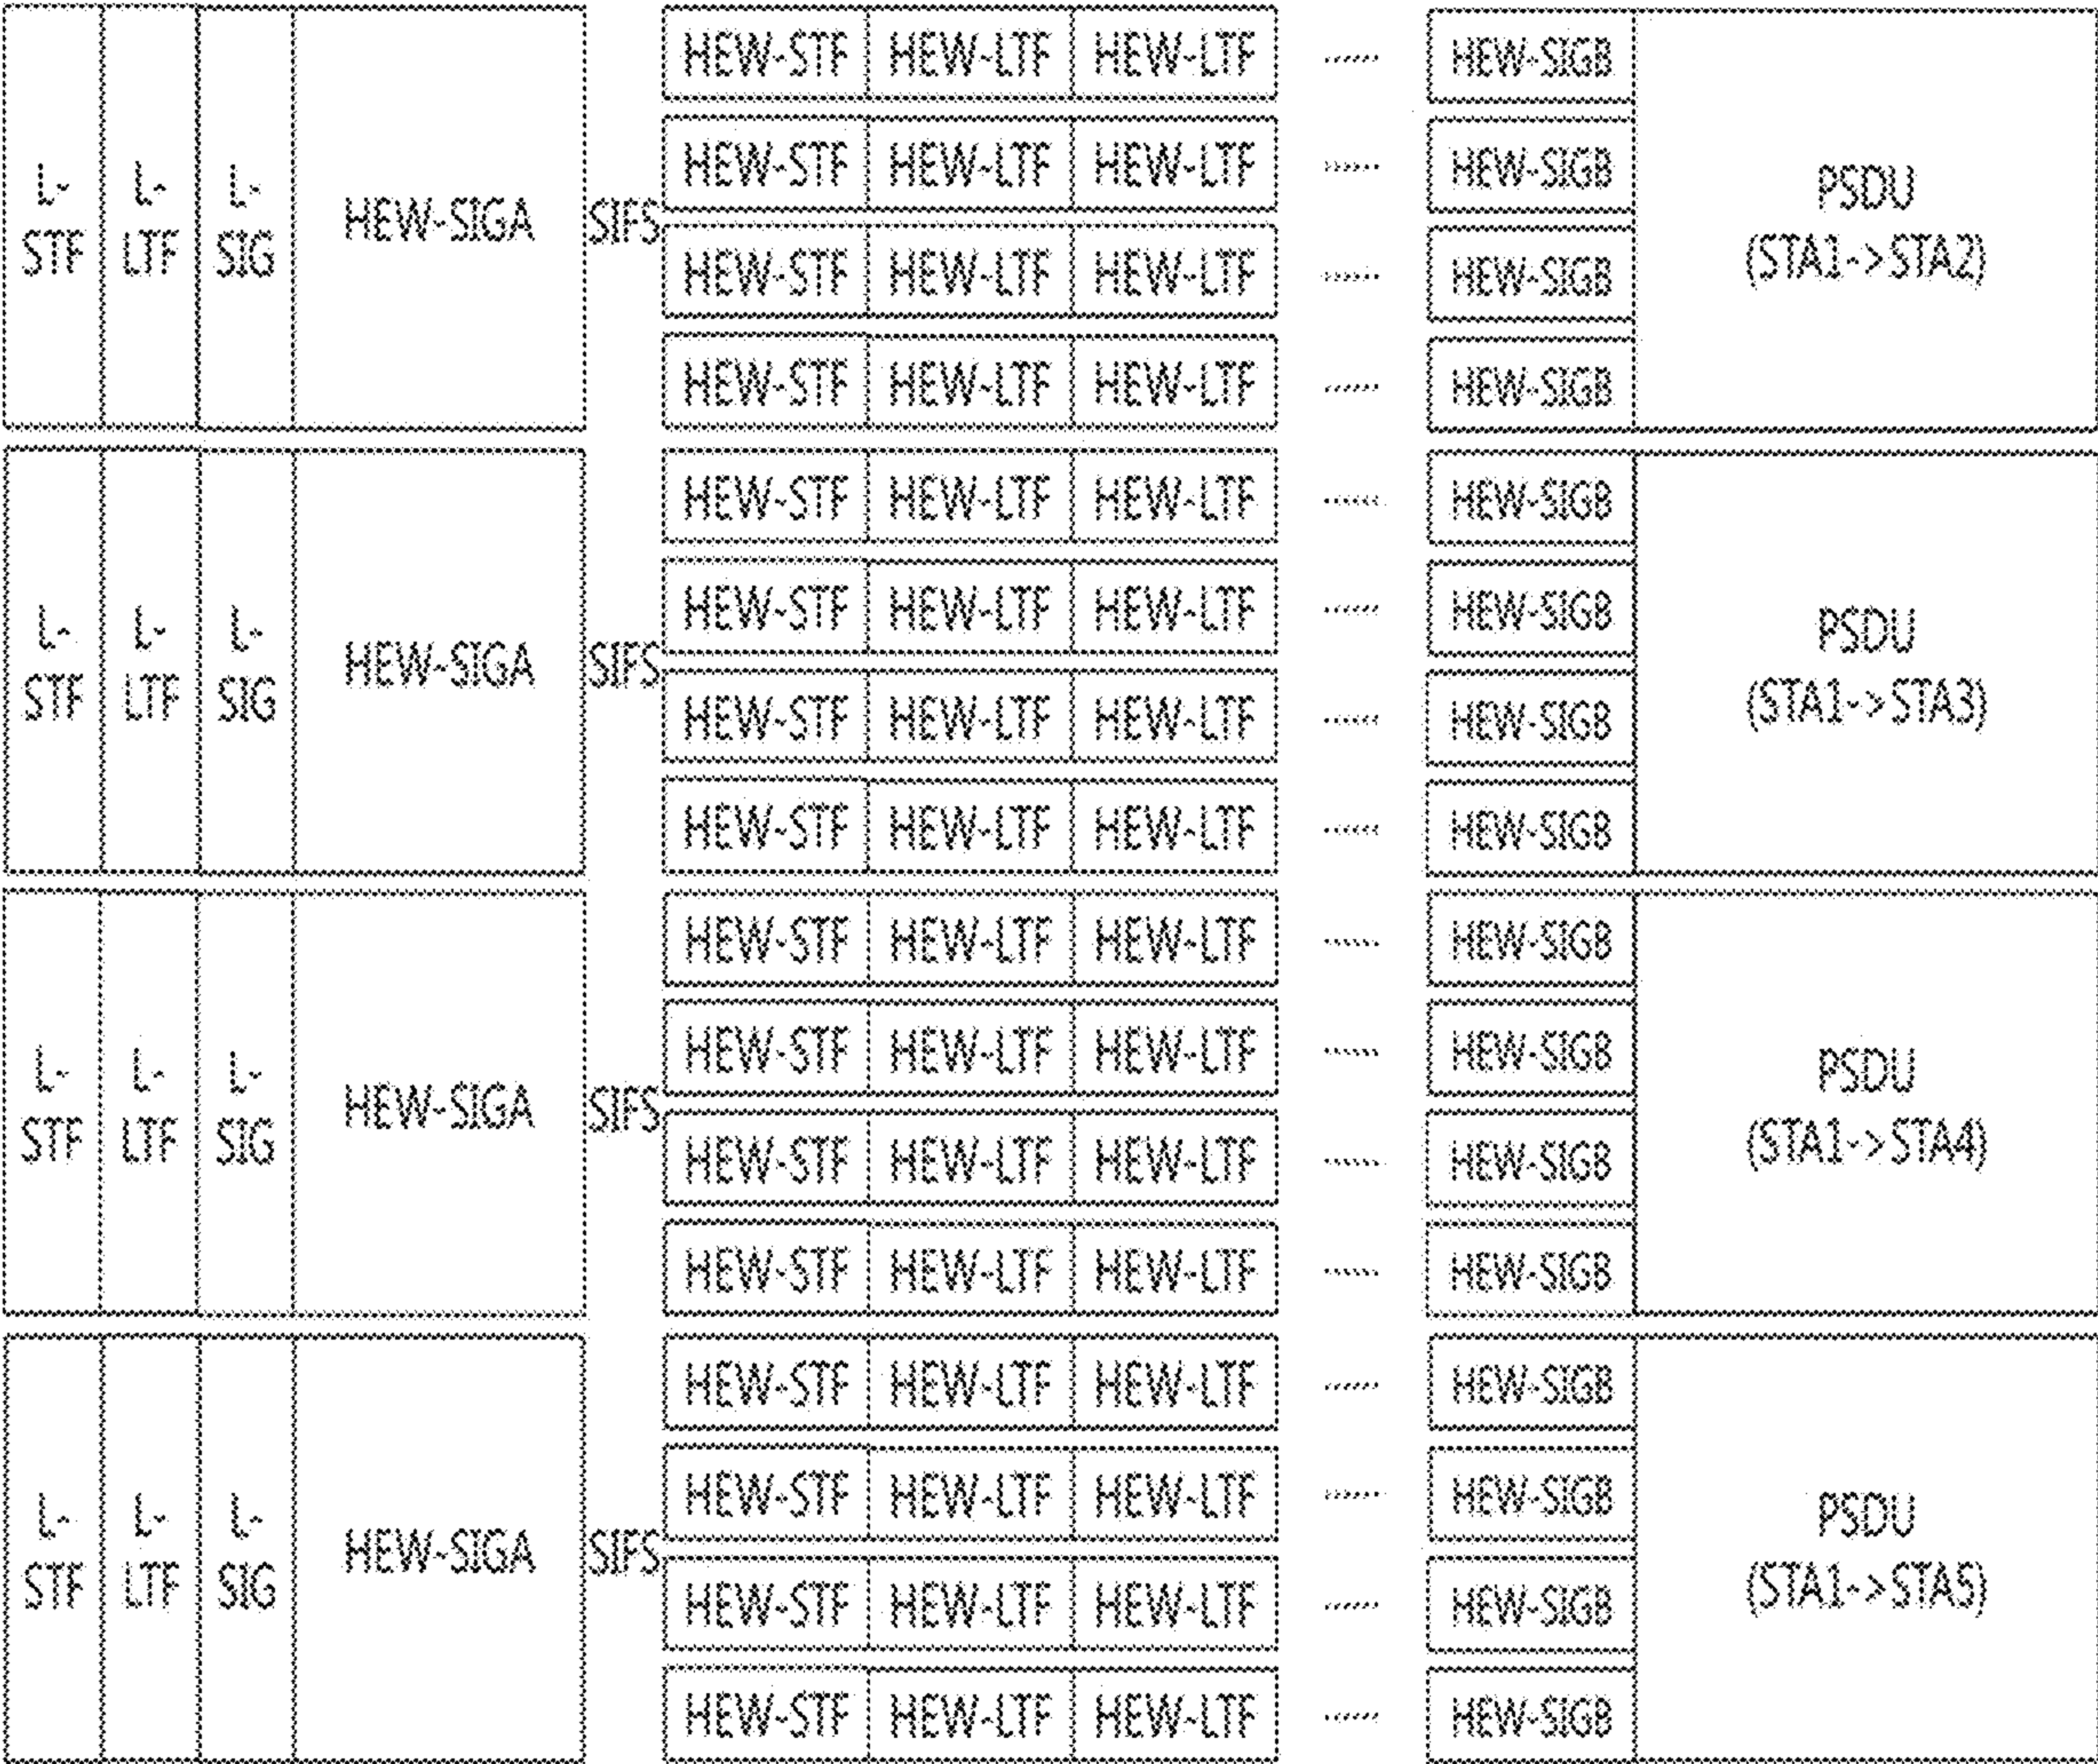 L-
STF
L-
LTF
L-
SIG
HEW-SIGA
SIFS
HEW-STF HEW-LTF HEW-LTF ...... HEW-SIGB
HEW-STF HEW-LTF HEW-LTF ...... HEW-SIGB
HEW-STF HEW-LTF HEW-LTF ...... HEW-SIGB
HEW-STF HEW-LTF HEW-LTF ...... HEW-SIGB
PSDU
(STA1->STA2)
L-
STF
L-
LTF
L-
SIG
HEW-SIGA
SIFS
HEW-STF HEW-LTF HEW-LTF ...... HEW-SIGB
HEW-STF HEW-LTF HEW-LTF ...... HEW-SIGB
HEW-STF HEW-LTF HEW-LTF ...... HEW-SIGB
HEW-STF HEW-LTF HEW-LTF ...... HEW-SIGB
PSDU
(STA1->STA3)
L-
STF
L-
LTF
L-
SIG
HEW-SIGA
SIFS
HEW-STF HEW-LTF HEW-LTF ...... HEW-SIGB
HEW-STF HEW-LTF HEW-LTF ...... HEW-SIGB
HEW-STF HEW-LTF HEW-LTF ...... HEW-SIGB
HEW-STF HEW-LTF HEW-LTF ...... HEW-SIGB
PSDU
(STA1->STA4)
L-
STF
L-
LTF
L-
SIG
HEW-SIGA
SIFS
HEW-STF HEW-LTF HEW-LTF ...... HEW-SIGB
HEW-STF HEW-LTF HEW-LTF ...... HEW-SIGB
HEW-STF HEW-LTF HEW-LTF ...... HEW-SIGB
HEW-STF HEW-LTF HEW-LTF ...... HEW-SIGB
PSDU
(STA1->STA5)